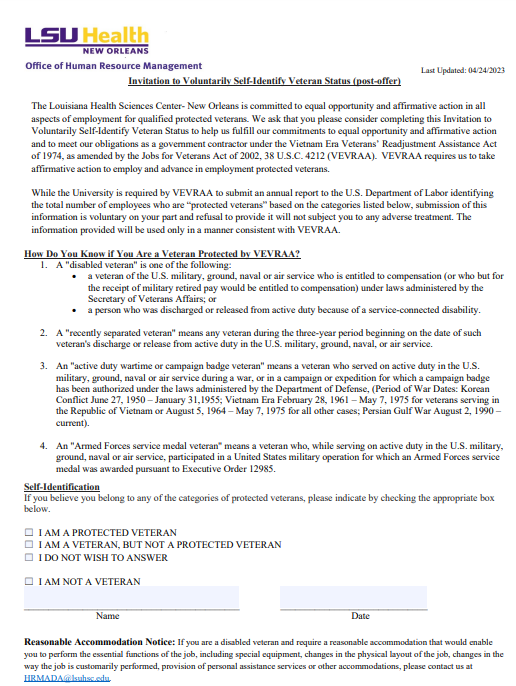 LSU Health
NEW ORLEANS
Office of Human Resource Management
Last Updated: 04/24/2023
Invitation to Voluntarily Self-Identify Veteran Status (post-offer)
The Louisiana Health Sciences Center- New Orleans is committed to equal opportunity and affirmative action in all
aspects of employment for qualified protected veterans. We ask that you please consider completing this Invitation to
Voluntarily Self-Identify Veteran Status to help us fulfill our commitments to equal opportunity and affirmative action
and to meet our obligations as a government contractor under the Vietnam Era Veterans' Readjustment Assistance Act
of 1974, as amended by the Jobs for Veterans Act of 2002, 38 U.S.C. 4212 (VEVRAA). VEVRAA requires us to take
affirmative action to employ and advance in employment protected veterans.
While the University is required by VEVRAA to submit an annual report to the U.S. Department of Labor identifying
the total number of employees who are “protected veterans” based on the categories listed below, submission of this
information is voluntary on your part and refusal to provide it will not subject you to any adverse treatment. The
information provided will be used only in a manner consistent with VEVRAA.
How Do You Know if You Are a Veteran Protected by VEVRAA?
1. A "disabled veteran" is one of the following:
• a veteran of the U.S. military, ground, naval or air service who is entitled to compensation (or who but for
the receipt of military retired pay would be entitled to compensation) under laws administered by the
Secretary of Veterans Affairs; or
• a person who was discharged or released from active duty because of a service-connected disability.
2. A "recently separated veteran" means any veteran during the three-year period beginning on the date of such
veteran's discharge or release from active duty in the U.S. military, ground, naval, or air service.
3. An "active duty wartime or campaign badge veteran" means a veteran who served on active duty in the U.S.
military, ground, naval or air service during a war, or in a campaign or expedition for which a campaign badge
has been authorized under the laws administered by the Department of Defense, (Period of War Dates: Korean
Conflict June 27, 1950 – January 31,1955; Vietnam Era February 28, 1961 – May 7, 1975 for veterans serving in
the Republic of Vietnam or August 5, 1964 – May 7, 1975 for all other cases; Persian Gulf War August 2, 1990 –
current).
4. An "Armed Forces service medal veteran" means a veteran who, while serving on active duty in the U.S. military,
ground, naval or air service, participated in a United States military operation for which an Armed Forces service
medal was awarded pursuant to Executive Order 12985.
Self-Identification
If you believe you belong to any of the categories of protected veterans, please indicate by checking the appropriate box
below.
☐ I AM A PROTECTED VETERAN
☐ I AM A VETERAN, BUT NOT A PROTECTED VETERAN
☐ I DO NOT WISH TO ANSWER
☐ I AM NOT A VETERAN
Name Date
Reasonable Accommodation Notice: If you are a disabled veteran and require a reasonable accommodation that would enable
you to perform the essential functions of the job, including special equipment, changes in the physical layout of the job, changes in
the way the job is customarily performed, provision of personal assistance services or other accommodations, please contact us at
HRMADA@lsuhsc.edu.